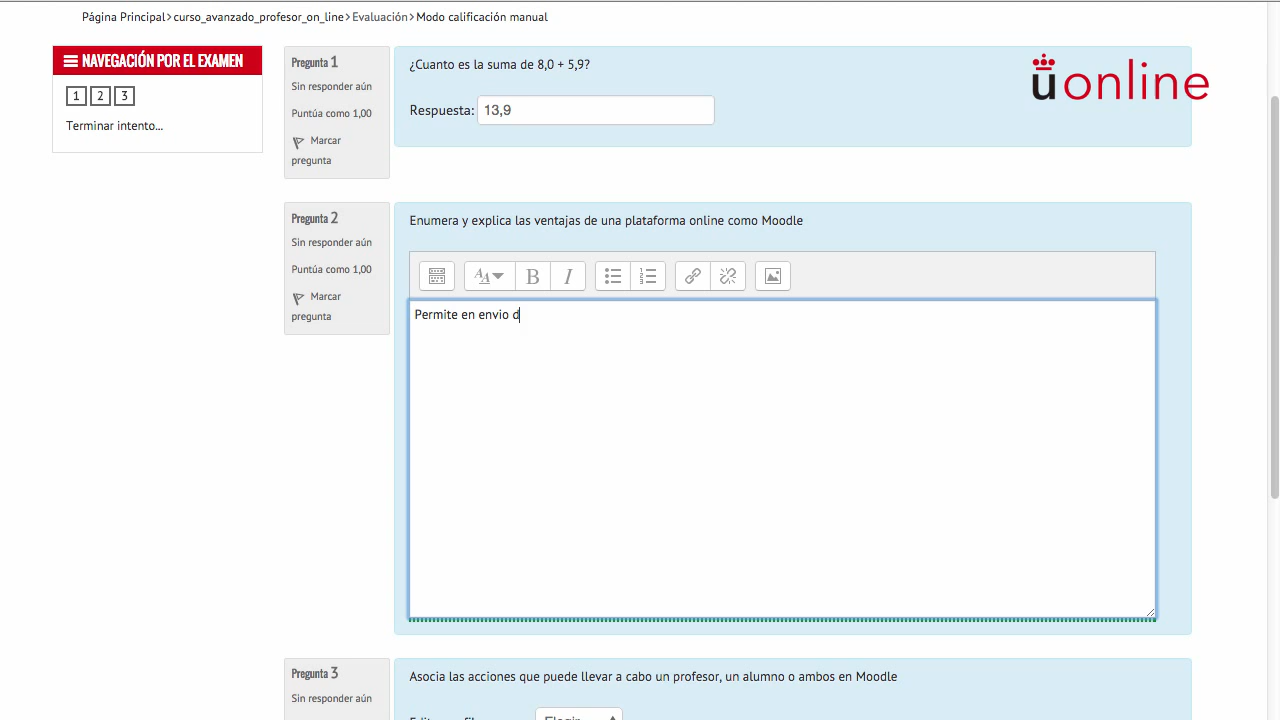 Página Principal> curso_avanzado_profesor_on_line> Evaluación> Modo calificación manual
NAVEGACIÓN POR EL EXAMEN
1 2 3
Terminar intento...
Pregunta 1
Sin responder aún
Puntúa como 1,00
Marcar
pregunta
¿Cuanto es la suma de 8,0 + 5,9?
Respuesta: 13,9
uonline
Pregunta 2
Sin responder aún
Puntúa como 1,00
Marcar
pregunta
Enumera y explica las ventajas de una plataforma online como Moodle
Permite en envio d
Pregunta 3
Sin responder aún
Asocia las acciones que puede llevar a cabo un profesor, un alumno o ambos en Moodle
Elegir